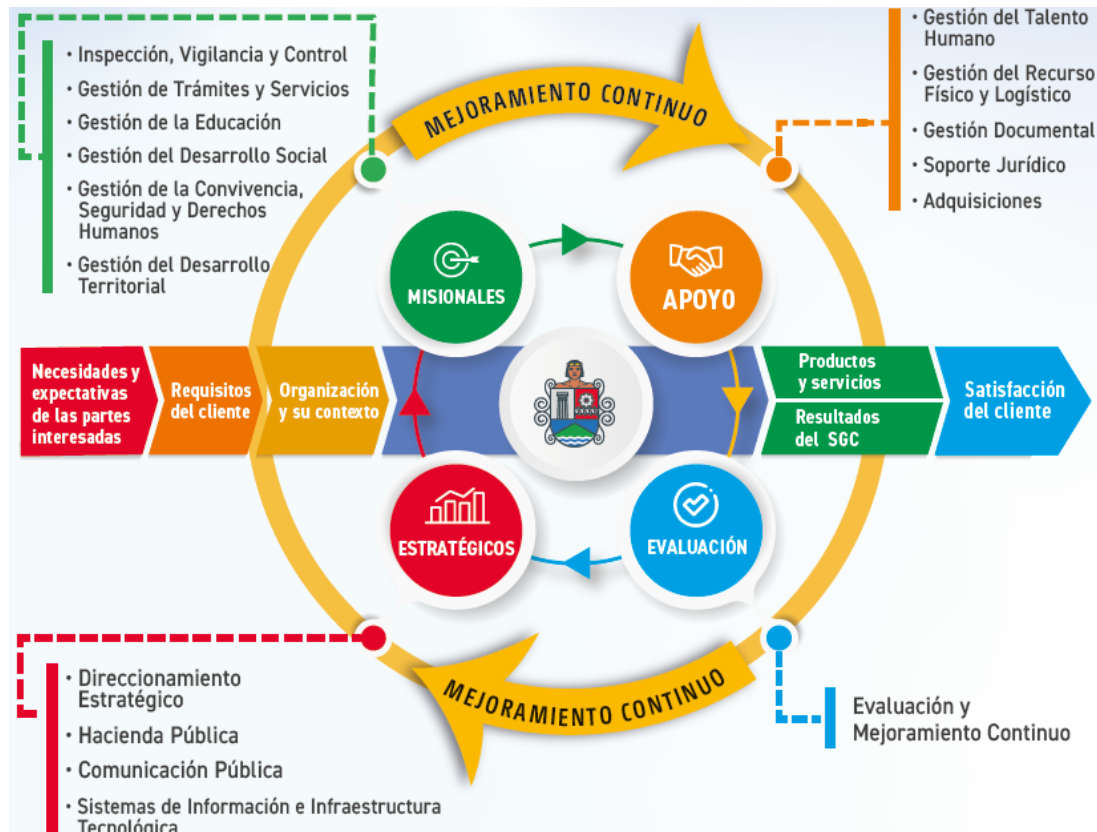 • Inspección, Vigilancia y Control
• Gestión de Trámites y Servicios
• Gestión de la Educación
• Gestión del Desarrollo Social
• Gestión de la Convivencia,
Seguridad y Derechos
Humanos
• Gestión del Desarrollo
Territorial
MEJORAMIENTO CONTINUO
• Gestión del Talento
Humano
• Gestión del Recurso
Físico y Logístico
• Gestión Documental
• Soporte Jurídico
• Adquisiciones
MISIONALES
APOYO
Necesidades y
expectativas
de las partes
interesadas
Requisitos
del cliente
Organización
y su contexto
Productos
y servicios
Resultados
del SGC
Satisfacción
del cliente
ESTRATÉGICOS
EVALUACIÓN
MEJORAMIENTO CONTINUO
• Direccionamiento
Estratégico
• Hacienda Pública
• Comunicación Pública
• Sistemas de Información e Infraestructura
Tecnológica
Evaluación y
Mejoramiento Continuo